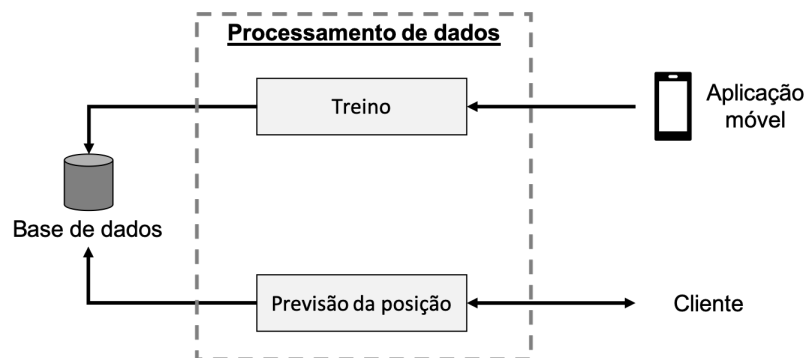 Processamento de dados
Treino
Aplicação
móvel
Base de dados
Previsão da posição
Cliente